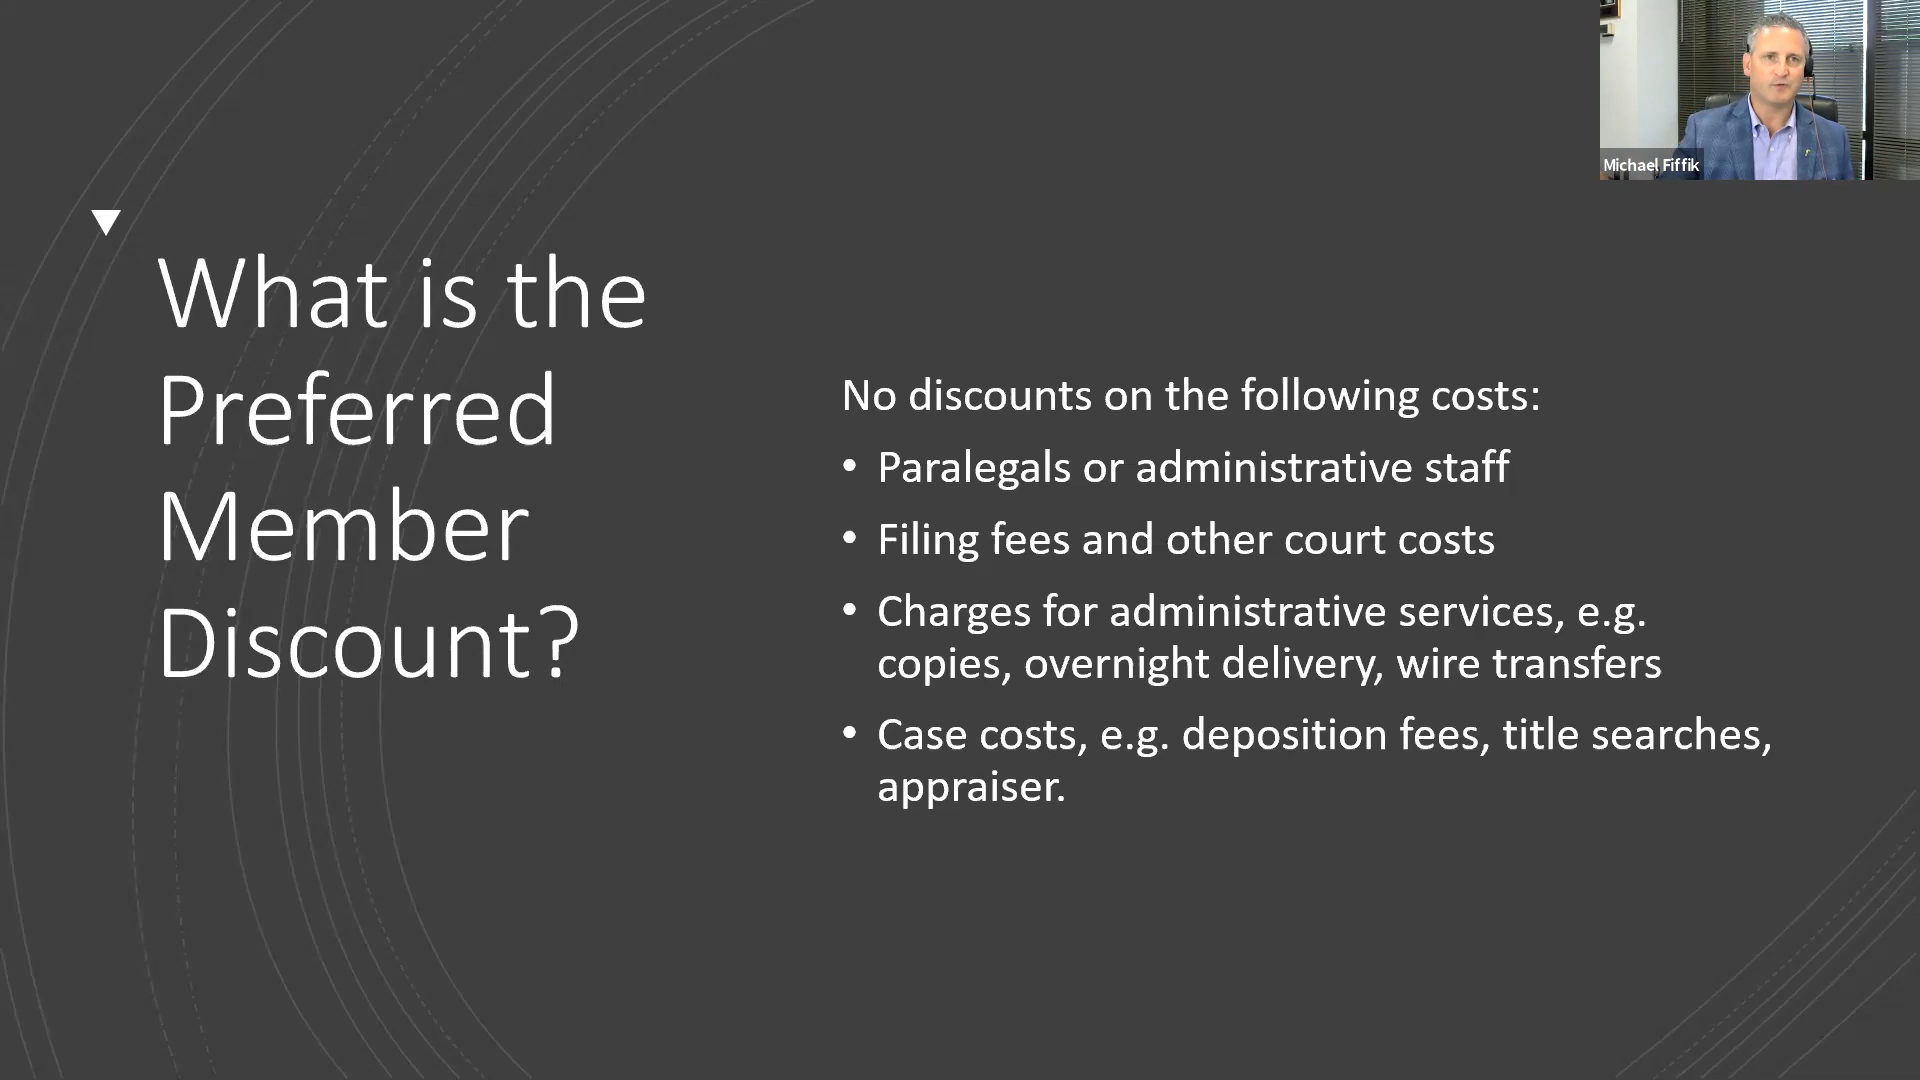 Michael Fiffik
What is the
Preferred
Member
Discount?
No discounts on the following costs:
• Paralegals or administrative staff
• Filing fees and other court costs
• Charges for administrative services, e.g.
copies, overnight delivery, wire transfers
• Case costs, e.g. deposition fees, title searches,
appraiser.